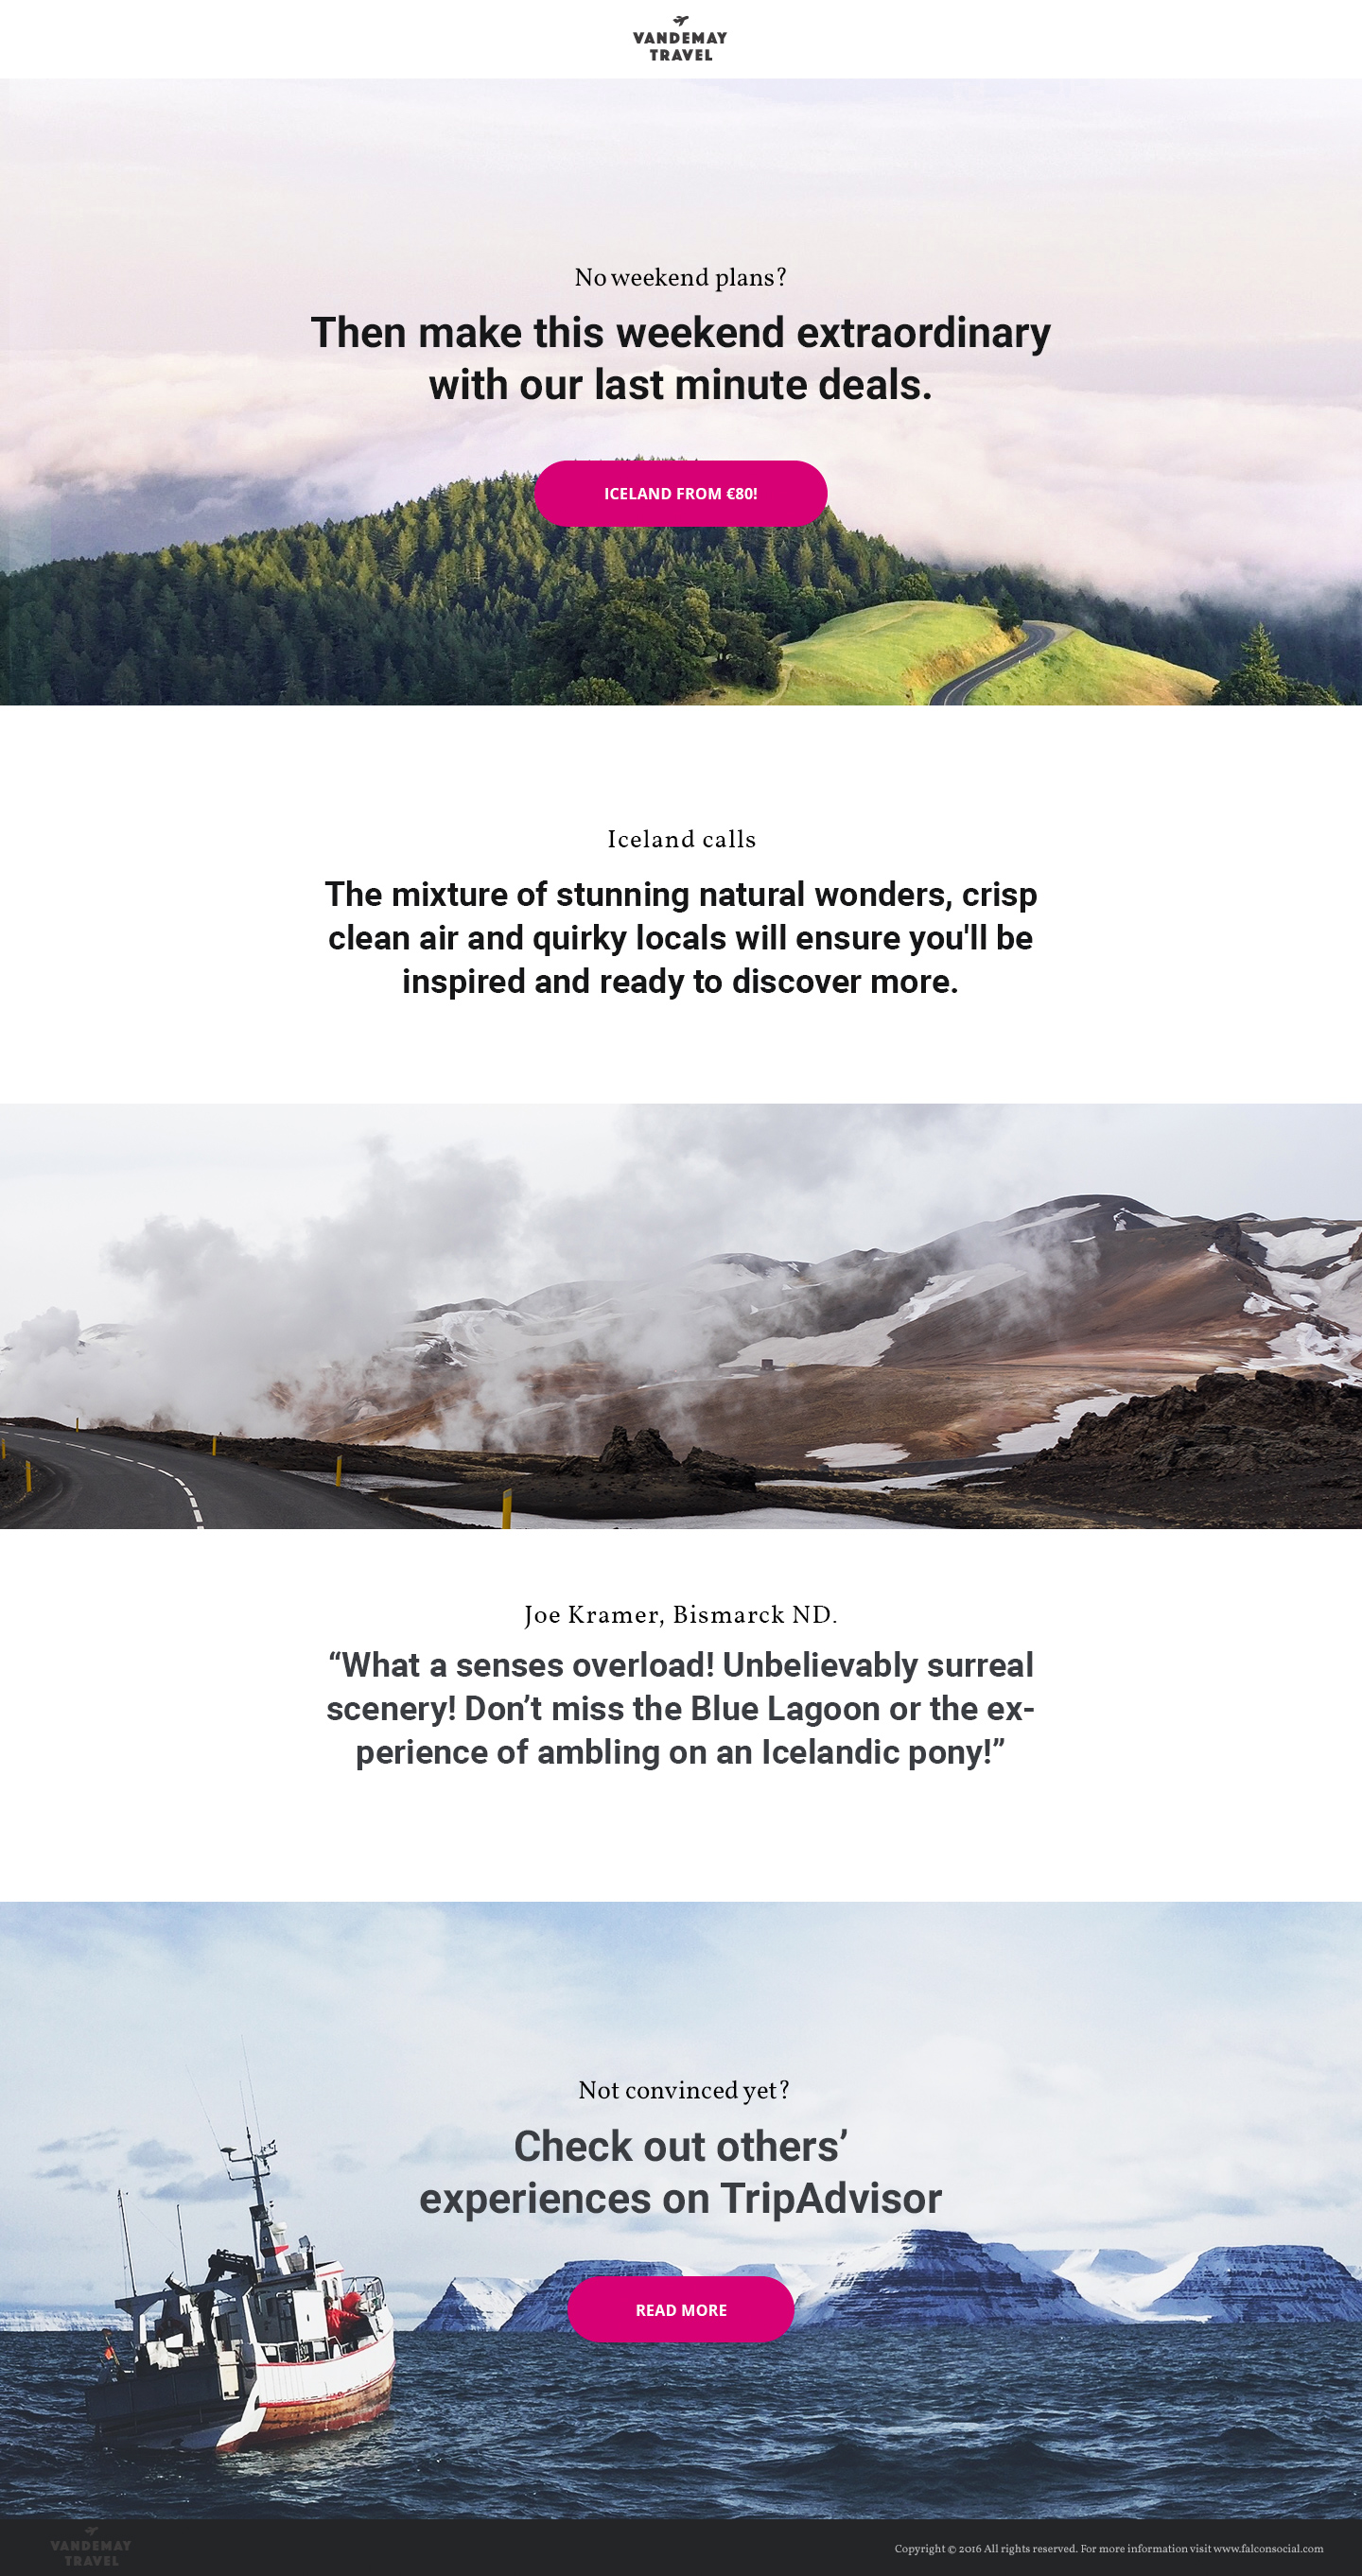 VANDEMAY
TRAVEL
No weekend plans?
Then make this weekend extraordinary
with our last minute deals.
ICELAND FROM €80!
Iceland calls
The mixture of stunning natural wonders, crisp
clean air and quirky locals will ensure you'll be
inspired and ready to discover more.
Joe Kramer, Bismarck ND.
“What a senses overload! Unbelievably surreal
scenery! Don’t miss the Blue Lagoon or the ex-
perience of ambling on an Icelandic pony!”
Not convinced yet?
Check out others’
experiences on TripAdvisor
READ MORE
VANDEMAY
TRAVEL
Copyright © 2016 All rights reserved. For more information visit www.falconsocial.com